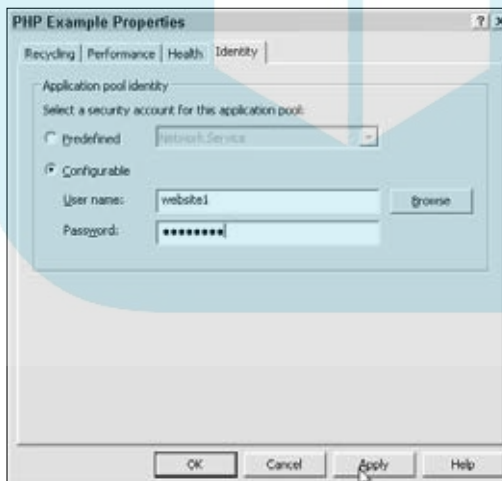 PHP Example Properties
Recycling Performance Health Identity
Application pool identity
Select a security account for this application pool:
Predefined Network Service
Configurable
User name: website1 Browse
Password: ••••••••
OK Cancel Apply Help